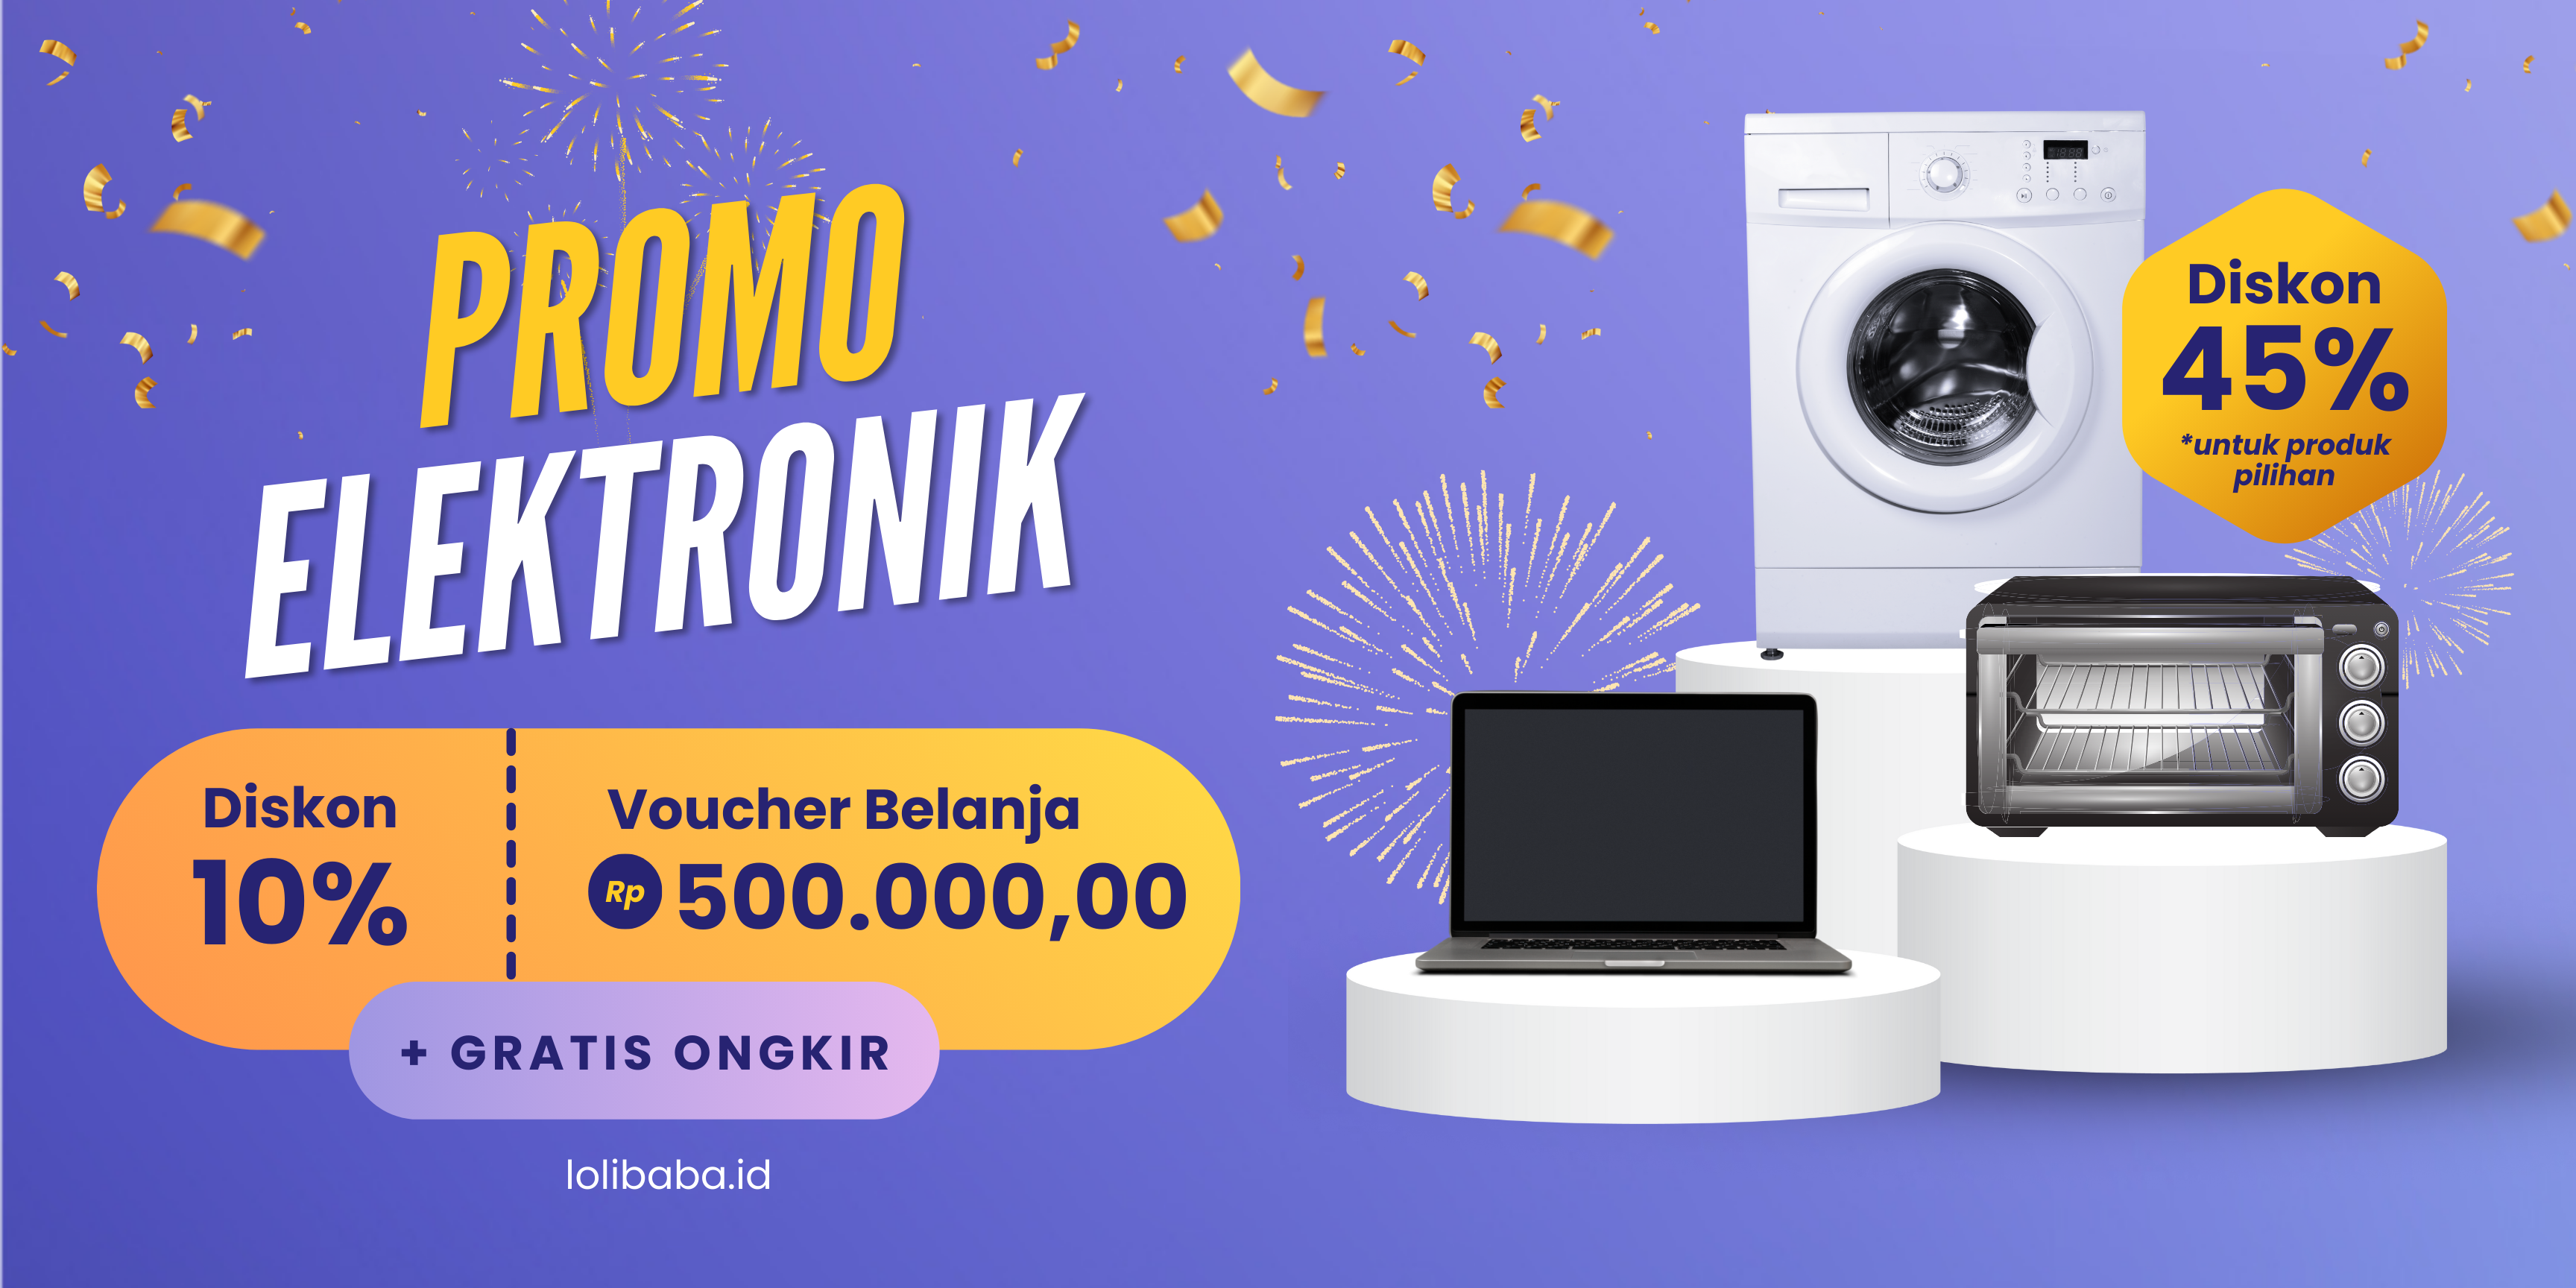 PROMO
ELEKTRONIK
Diskon
10%
Voucher Belanja
Rp 500.000,00
+ GRATIS ONGKIR
lolibaba.id
Diskon
45%
*untuk produk
pilihan